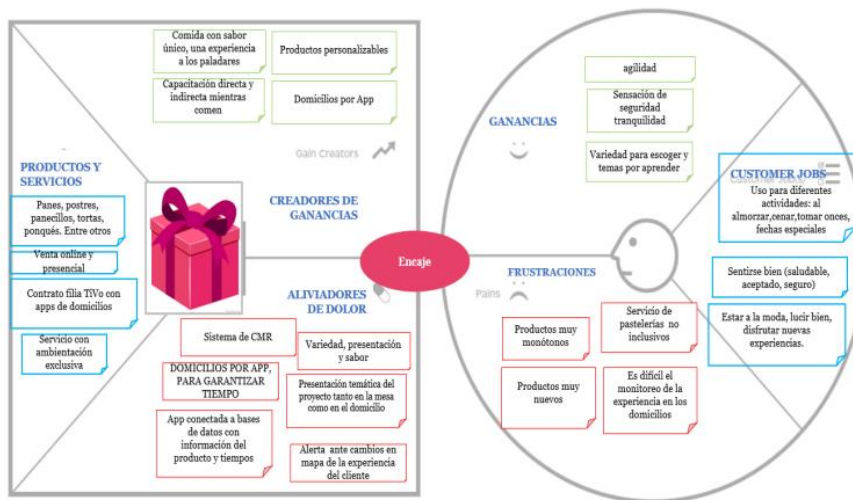 Comida con sabor
único, una experiencia
a los paladares
Productos personalizables
Capacitación directa y
indirecta mientras
comen
Domicilios por App
Gain Creators
PRODUCTOS Y
SERVICIOS
Panes, postres,
panecillos, tortas,
ponqués. Entre otros
Venta online y
presencial
Contrato filia TiVo con
apps de domicilios
Servicio con
ambientación
exclusiva
CREADORES DE
GANANCIAS
ALIVIADORES
DE DOLOR
Sistema de CMR
Variedad, presentación
y sabor
DOMICILIOS POR APP,
PARA GARANTIZAR
TIEMPO
Presentación temática del
proyecto tanto en la mesa
como en el domicilio
App conectada a bases
de datos con
información del
producto y tiempos
Alerta ante cambios en
mapa de la experiencia
del cliente
Encaje
GANANCIAS
agilidad
Sensación de
seguridad
tranquilidad
Variedad para escoger y
temas por aprender
CUSTOMER JOBS
Customer Jobs
Uso para diferentes
actividades: al
almorzar,cenar,tomar onces,
fechas especiales
Sentirse bien (saludable,
aceptado, seguro)
Estar a la moda, lucir bien,
disfrutar nuevas
experiencias.
FRUSTRACIONES
Pains
Productos muy
monótonos
Servicio de
pastelerías no
inclusivos
Productos muy
nuevos
Es difícil el
monitoreo de la
experiencia en los
domicilios